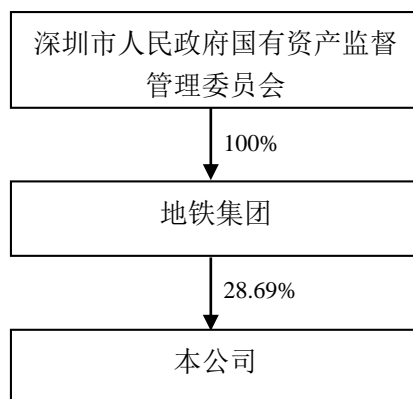 深圳市人民政府国有资产监督
管理委员会
100%
地铁集团
28.69%
本公司